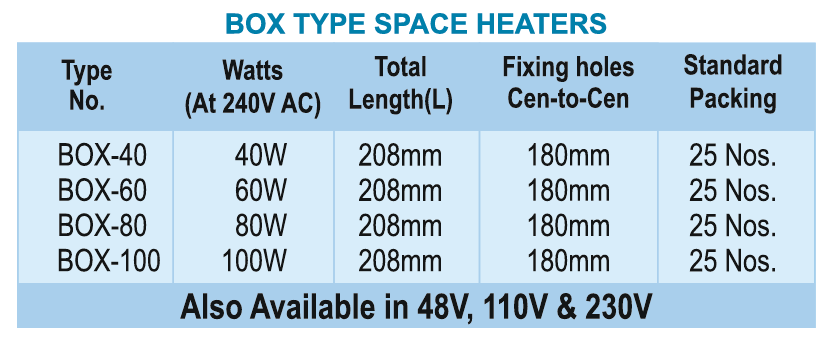 BOX TYPE SPACE HEATERS
Type No. Watts (At 240V AC) Total Length(L) Fixing holes Cen-to-Cen Standard Packing
BOX-40 40W 208mm 180mm 25 Nos.
BOX-60 60W 208mm 180mm 25 Nos.
BOX-80 80W 208mm 180mm 25 Nos.
BOX-100 100W 208mm 180mm 25 Nos.
Also Available in 48V, 110V & 230V